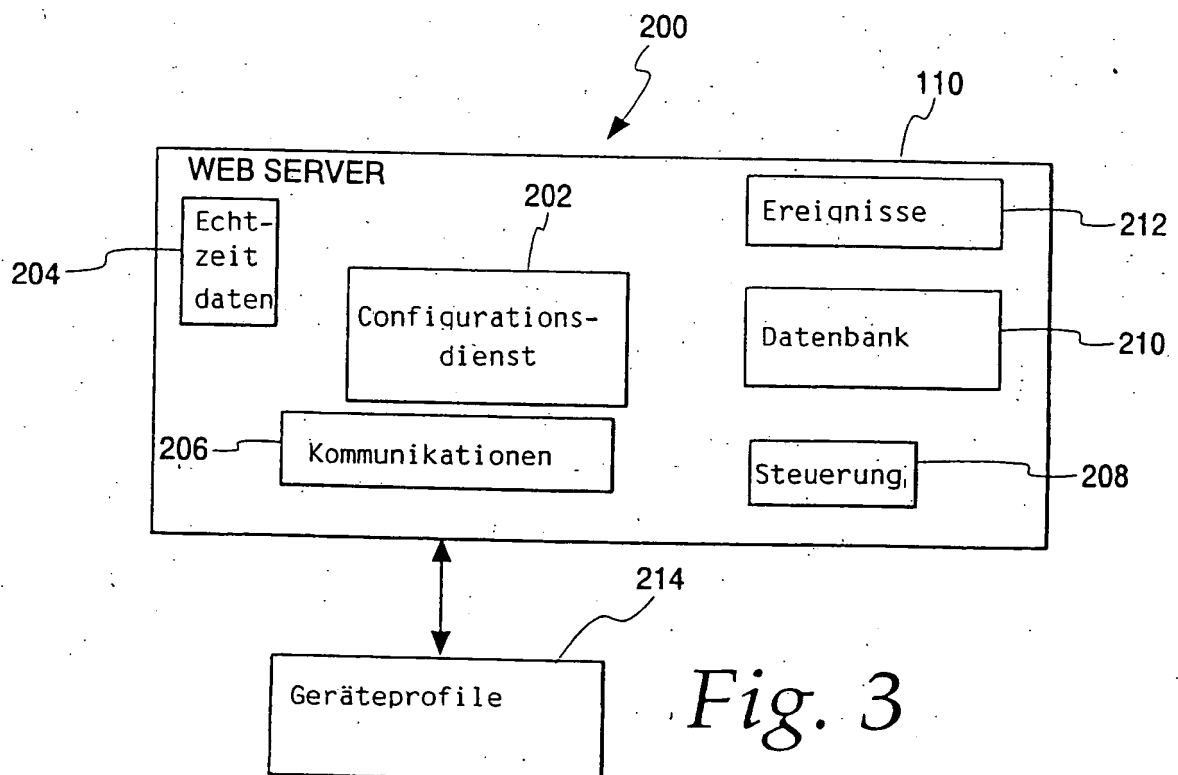 200
110
WEB SERVER
202
Ereignisse
212
Echt-
zeit
daten
204
Configurations-
dienst
Datenbank
210
206
Kommunikationen
Steuerung
208
214
Geräteprofile
Fig. 3